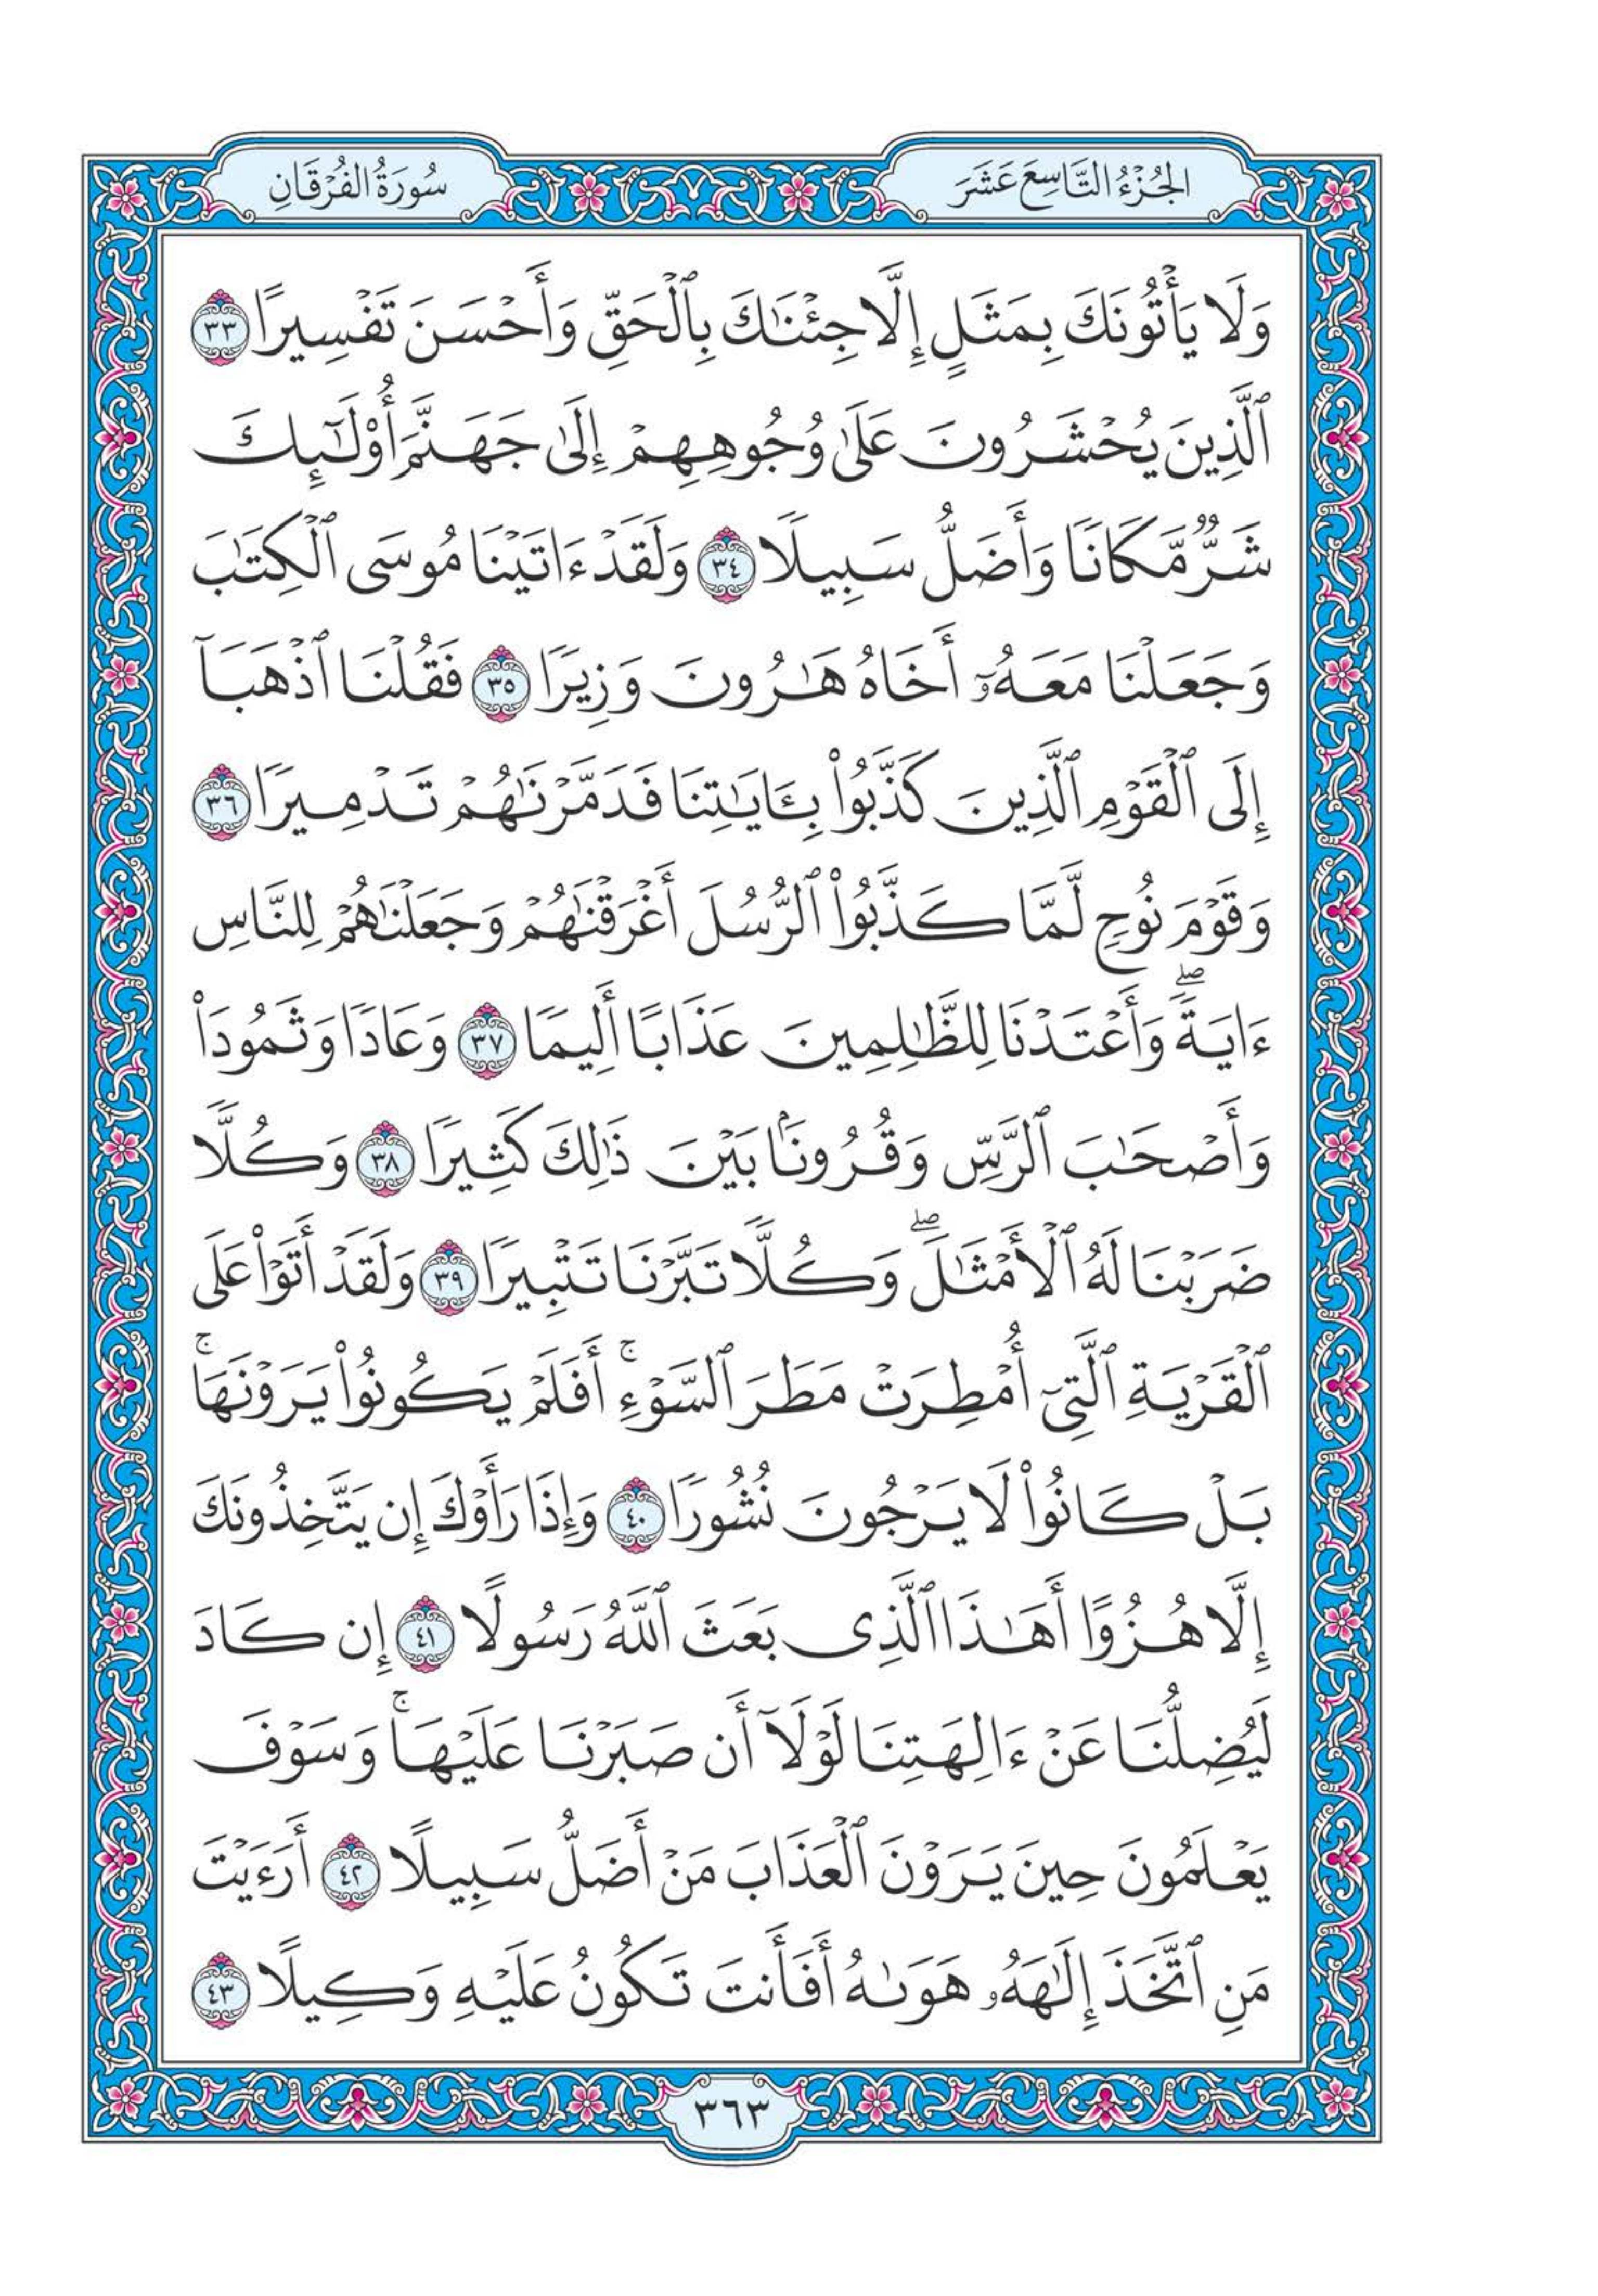 الجُزْءُ التَّاسِعَ عَشَرَ
سُورَةُ الفُرْقَانِ
وَلَا يَأْتُونَكَ بِمَثَلٍ إِلَّا جِئْنَٰكَ بِٱلْحَقِّ وَأَحْسَنَ تَفْسِيرًا ٣٣
ٱلَّذِينَ يُحْشَرُونَ عَلَىٰ وُجُوهِهِمْ إِلَىٰ جَهَنَّمَ أُوْلَٰٓئِكَ
شَرٌّ مَّكَانًا وَأَضَلُّ سَبِيلًا ٣٤ وَلَقَدْ ءَاتَيْنَا مُوسَى ٱلْكِتَٰبَ
وَجَعَلْنَا مَعَهُۥٓ أَخَاهُ هَٰرُونَ وَزِيرًا ٣٥ فَقُلْنَا ٱذْهَبَآ
إِلَى ٱلْقَوْمِ ٱلَّذِينَ كَذَّبُواْ بِـَٔايَٰتِنَا فَدَمَّرْنَٰهُمْ تَدْمِيرًا ٣٦
وَقَوْمَ نُوحٍ لَّمَّا كَذَّبُواْ ٱلرُّسُلَ أَغْرَقْنَٰهُمْ وَجَعَلْنَٰهُمْ لِلنَّاسِ
ءَايَةًۖ وَأَعْتَدْنَا لِلظَّٰلِمِينَ عَذَابًا أَلِيمًا ٣٧ وَعَادًا وَثَمُودَاْ
وَأَصْحَٰبَ ٱلرَّسِّ وَقُرُونَۢا بَيْنَ ذَٰلِكَ كَثِيرًا ٣٨ وَكُلًّا
ضَرَبْنَا لَهُ ٱلْأَمْثَٰلَۖ وَكُلًّا تَبَّرْنَا تَتْبِيرًا ٣٩ وَلَقَدْ أَتَوْاْ عَلَى
ٱلْقَرْيَةِ ٱلَّتِىٓ أُمْطِرَتْ مَطَرَ ٱلسَّوْءِۚ أَفَلَمْ يَكُونُواْ يَرَوْنَهَاۚ
بَلْ كَانُواْ لَا يَرْجُونَ نُشُورًا ٤٠ وَإِذَا رَأَوْكَ إِن يَتَّخِذُونَكَ
إِلَّا هُزُوًا أَهَٰذَا ٱلَّذِى بَعَثَ ٱللَّهُ رَسُولًا ٤١ إِن كَادَ
لَيُضِلُّنَا عَنْ ءَالِهَتِنَا لَوْلَآ أَن صَبَرْنَا عَلَيْهَاۚ وَسَوْفَ
يَعْلَمُونَ حِينَ يَرَوْنَ ٱلْعَذَابَ مَنْ أَضَلُّ سَبِيلًا ٤٢ أَرَءَيْتَ
مَنِ ٱتَّخَذَ إِلَٰهَهُۥ هَوَىٰهُ أَفَأَنتَ تَكُونُ عَلَيْهِ وَكِيلًا ٤٣
٣٦٣